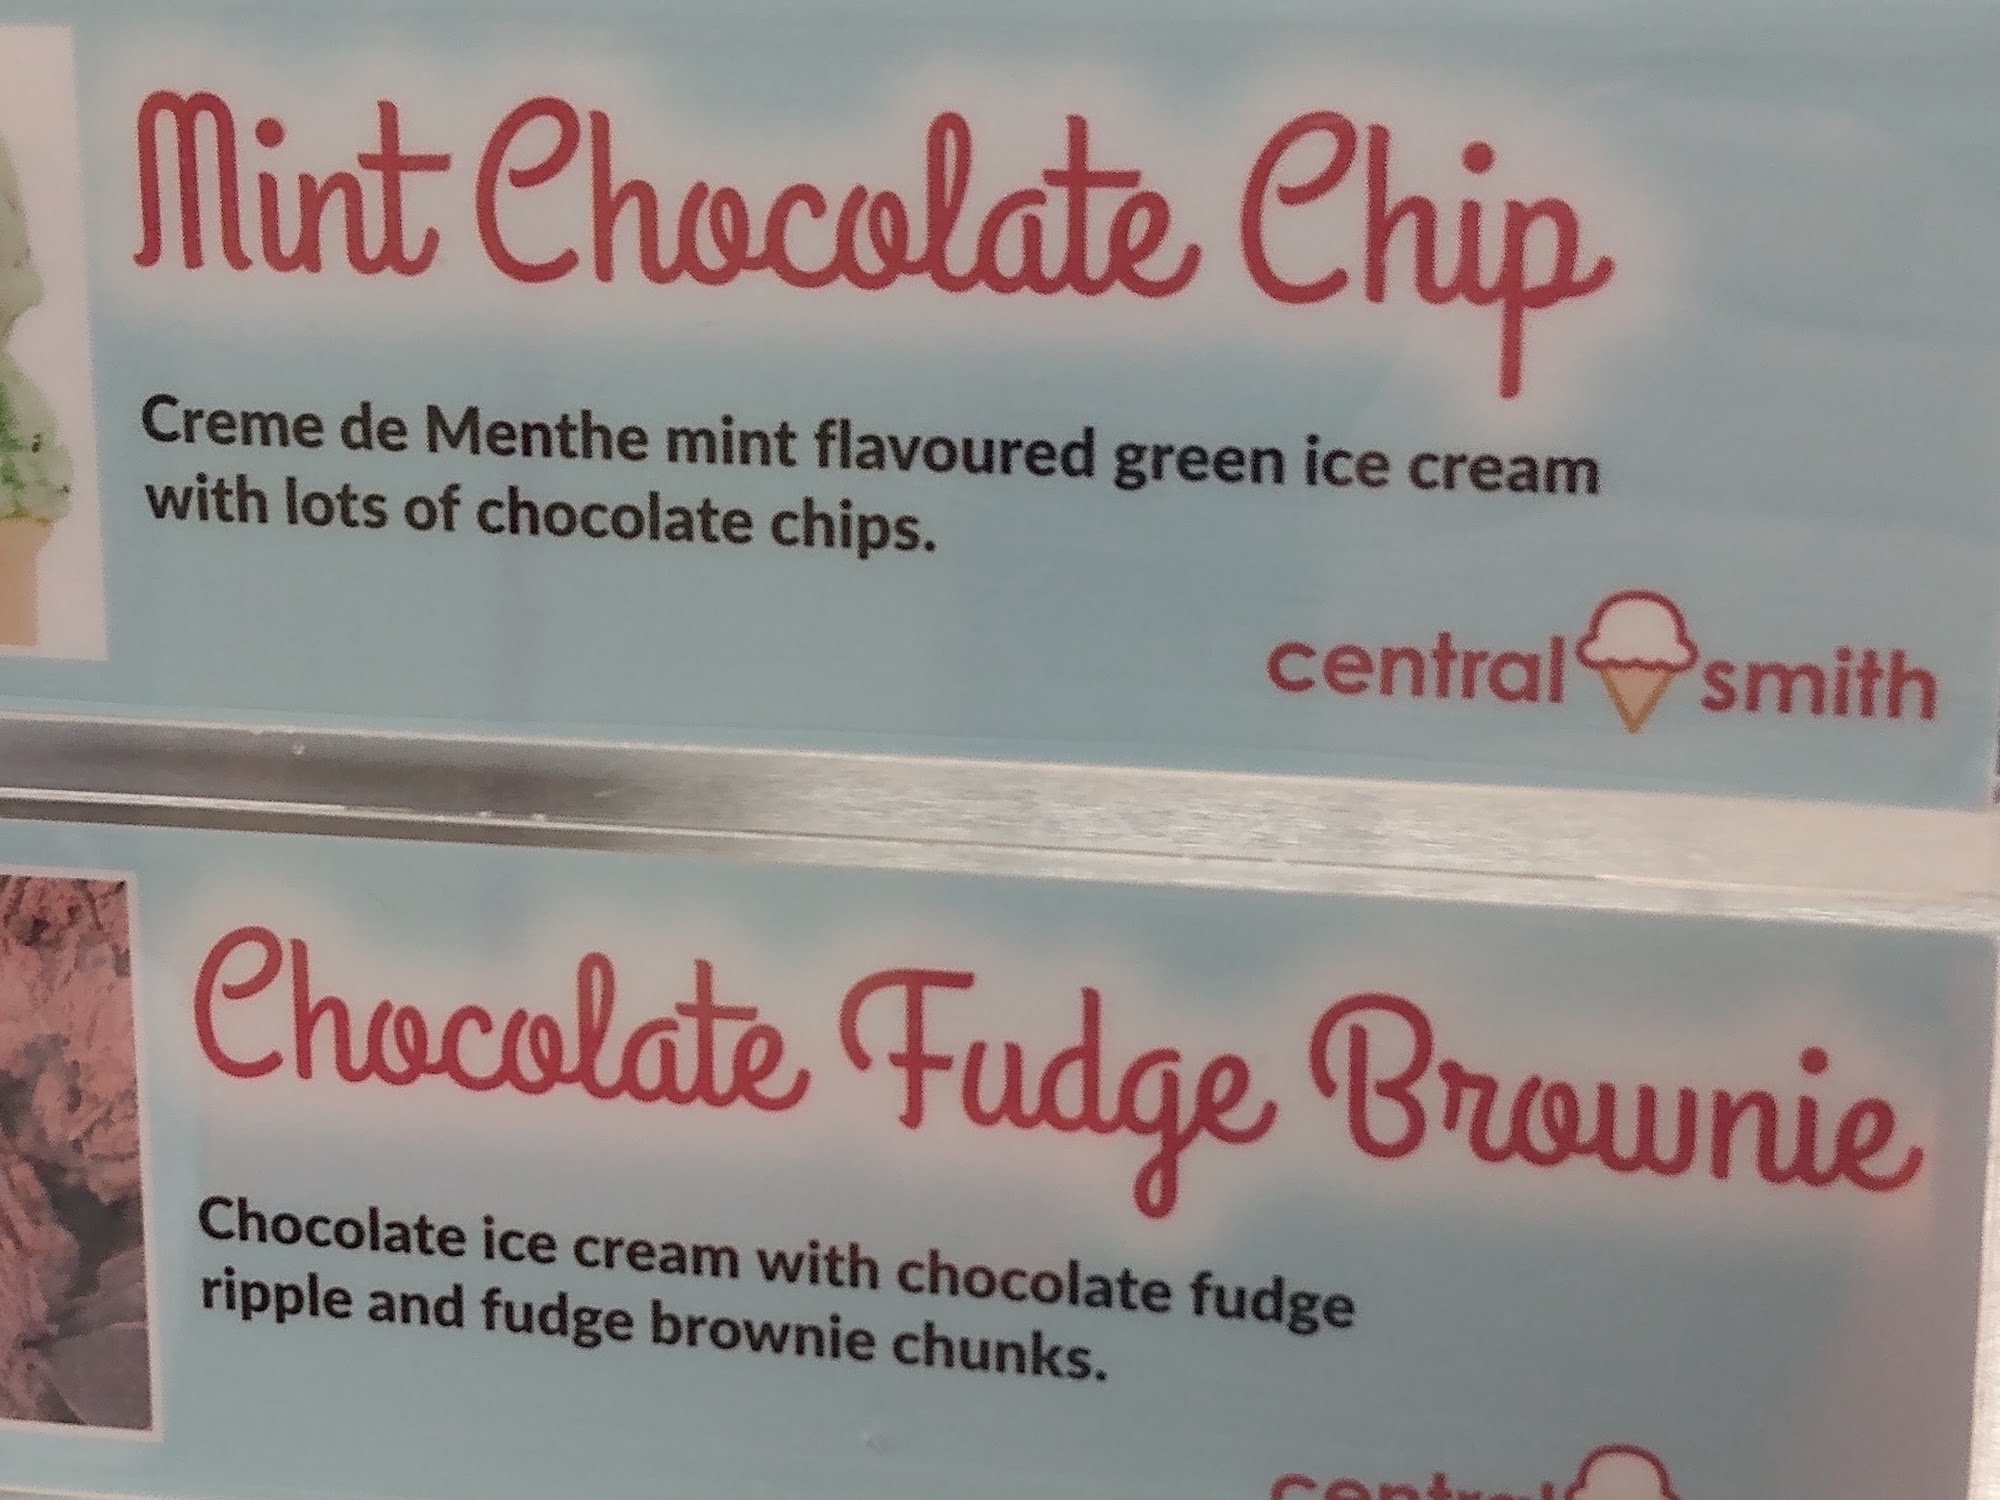 Mint Chocolate Chip
Creme de Menthe mint flavoured green ice cream
with lots of chocolate chips.
central smith
Chocolate Fudge Brownie
Chocolate ice cream with chocolate fudge
ripple and fudge brownie chunks.
central